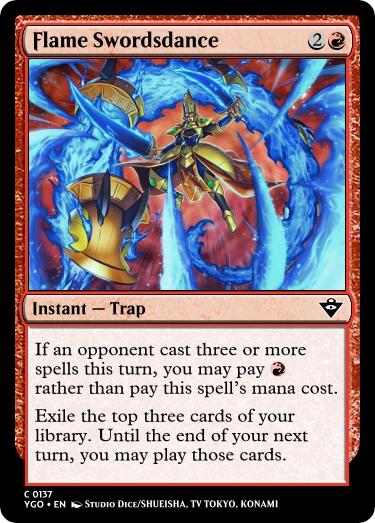 Flame Swordsdance 2
Instant — Trap
If an opponent cast three or more
spells this turn, you may pay
rather than pay this spell's mana cost.
Exile the top three cards of your
library. Until the end of your next
turn, you may play those cards.
C 0137
YGO • EN Studio Dice/SHUEISHA, TV TOKYO, KONAMI